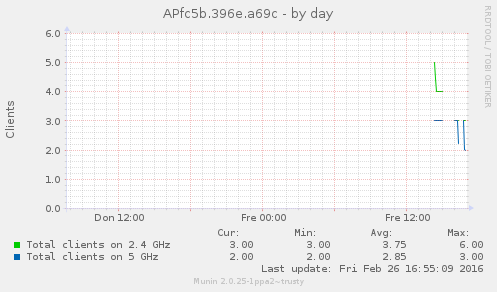 APfc5b.396e.a69c - by day
RRDTOOL / TOBI OETIKER
Clients
6.0
5.0
4.0
3.0
2.0
1.0
0.0
Don 12:00 Fre 00:00 Fre 12:00
Cur: Min: Avg: Max:
Total clients on 2.4 GHz 3.00 3.00 3.75 6.00
Total clients on 5 GHz 2.00 2.00 2.85 3.00
Last update: Fri Feb 26 16:55:09 2016
Munin 2.0.25-1ppa2~trusty